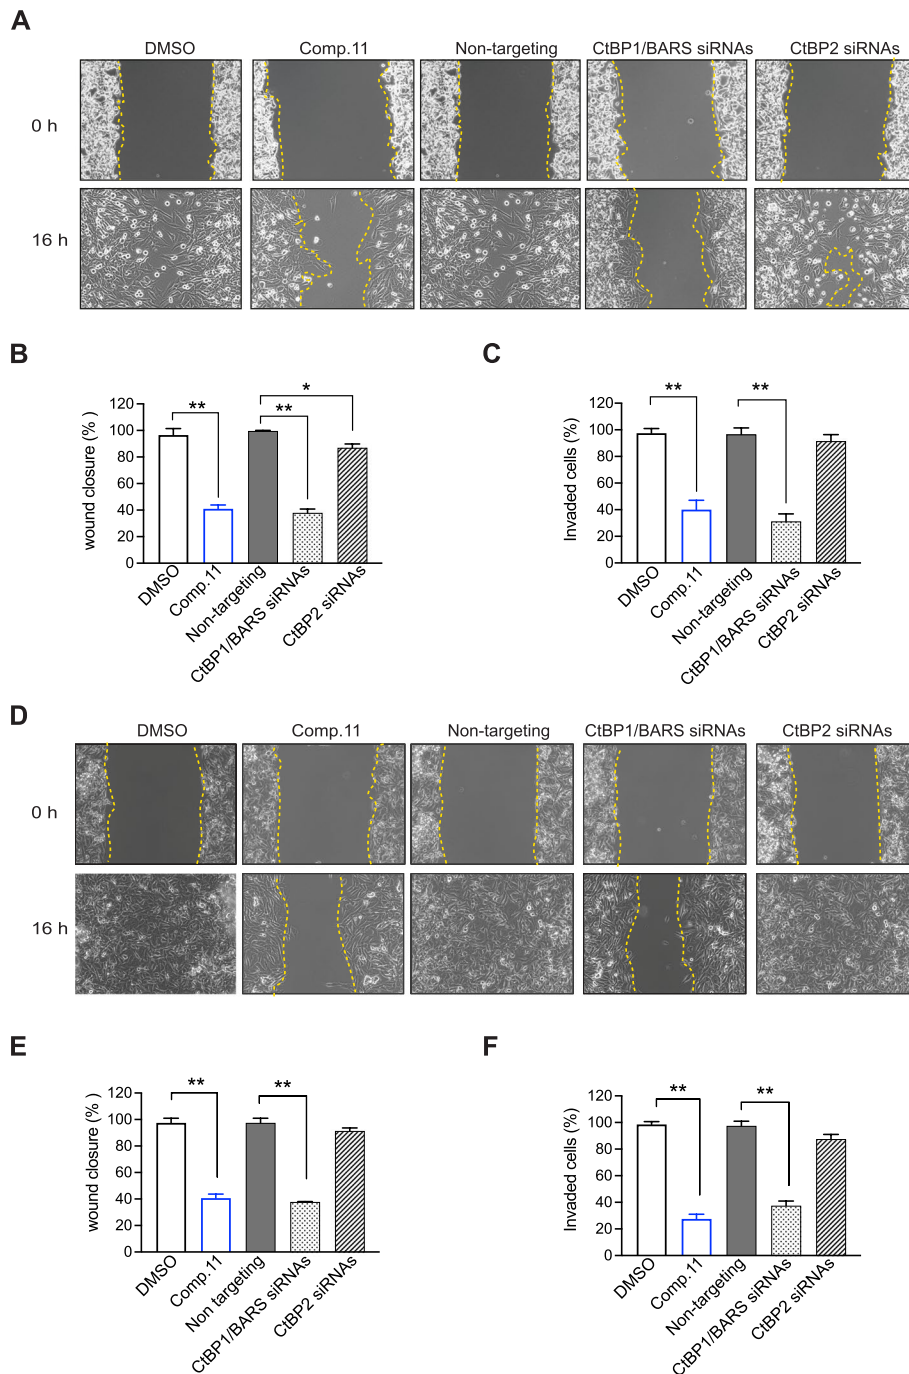 A
DMSO Comp.11 Non-targeting CtBP1/BARS siRNAs CtBP2 siRNAs
0 h
16 h
B
wound closure (% )
120
100
80
60
40
20
0
** ** *
DMSO
Comp.11
Non-targeting
CtBP1/BARS siRNAs
CtBP2 siRNAs
C
Invaded cells (%)
120
100
80
60
40
20
0
** **
DMSO
Comp.11
Non-targeting
CtBP1/BARS siRNAs
CtBP2 siRNAs
D
DMSO Comp.11 Non-targeting CtBP1/BARS siRNAs CtBP2 siRNAs
0 h
16 h
E
wound closure (% )
120
100
80
60
40
20
0
** **
DMSO
Comp.11
Non targeting
CtBP1/BARS siRNAs
CtBP2 siRNAs
F
Invaded cells (%)
120
100
80
60
40
20
0
** **
DMSO
Comp.11
Non-targeting
CtBP1/BARS siRNAs
CtBP2 siRNAs